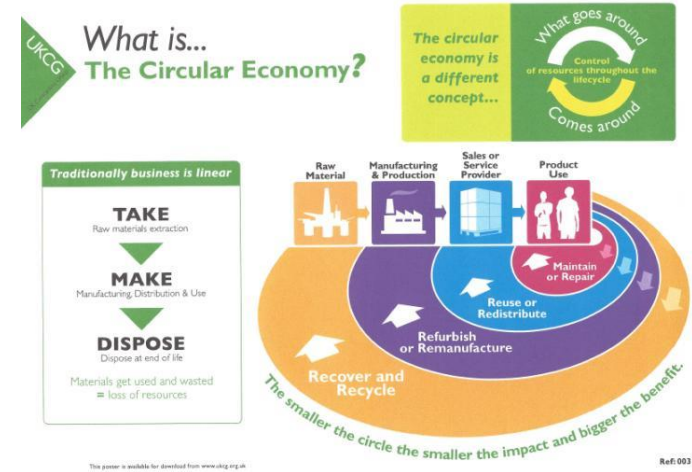 UKCG
What is...
The Circular Economy?
The circular
economy is
a different
concept...
What goes around
Control
of resources throughout the
lifecycle
Comes around
Traditionally business is linear
TAKE
Raw materials extraction
MAKE
Manufacturing, Distribution & Use
DISPOSE
Dispose at end of life
Materials get used and wasted
= loss of resources
Raw
Material
Manufacturing
& Production
Sales or
Service
Provider
Product
Use
Maintain
or Repair
Reuse or
Redistribute
Refurbish
or Remanufacture
Recover and
Recycle
The smaller the circle the smaller the impact and bigger the benefit.
This poster is available for download from www.ukcg.org.uk
Ref: 003